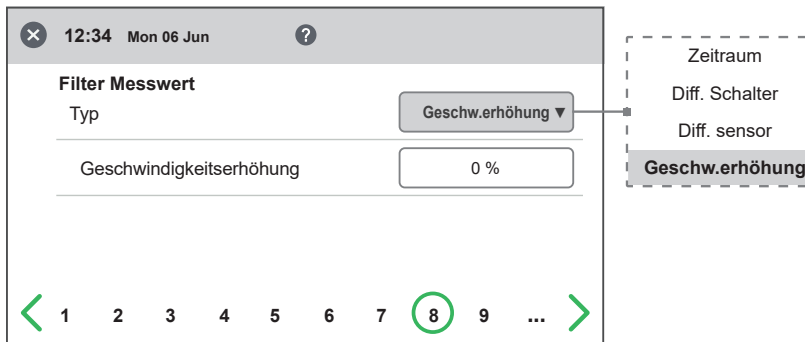 12:34 Mon 06 Jun ?
Filter Messwert
Typ
Geschw.erhöhung ▼
Geschwindigkeitserhöhung
0 %
1 2 3 4 5 6 7 8 9 ...
Zeitraum
Diff. Schalter
Diff. sensor
Geschw.erhöhung